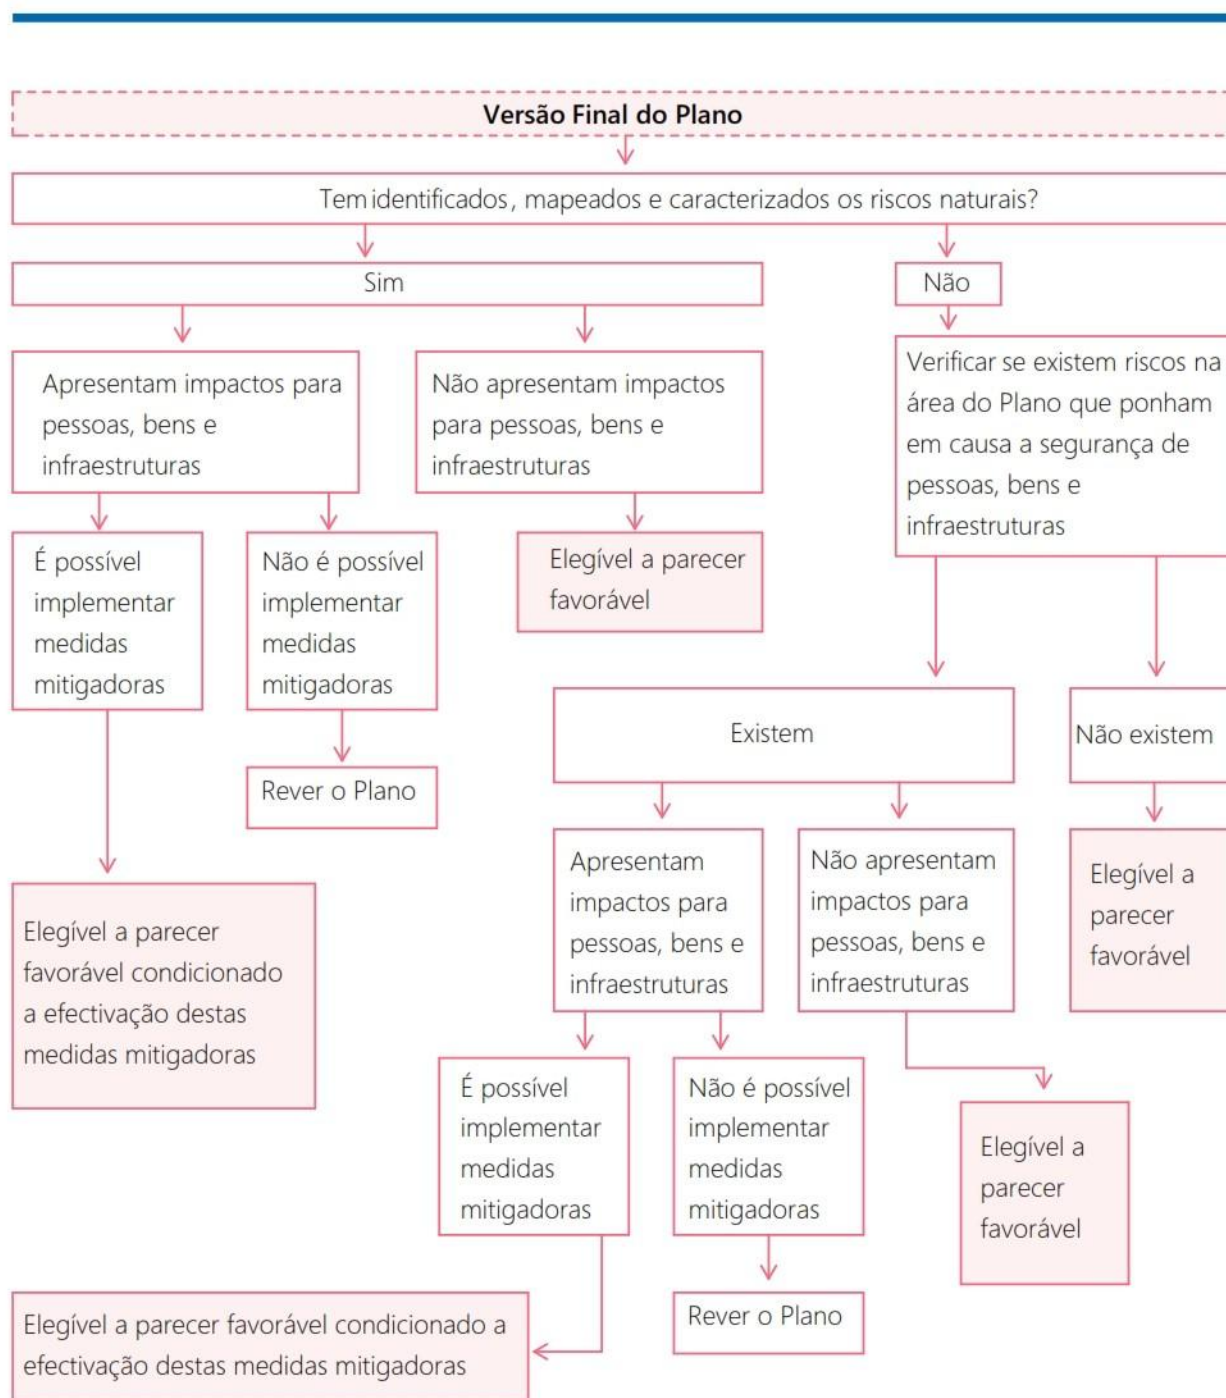 Versão Final do Plano
Tem identificados, mapeados e caracterizados os riscos naturais?
Sim
Não
Apresentam impactos para
pessoas, bens e
infraestruturas
Não apresentam impactos
para pessoas, bens e
infraestruturas
Verificar se existem riscos na
área do Plano que ponham
em causa a segurança de
pessoas, bens e
infraestruturas
É possível
implementar
medidas
mitigadoras
Não é possível
implementar
medidas
mitigadoras
Elegível a parecer
favorável
Rever o Plano
Existem
Não existem
Elegível a parecer
favorável condicionado
a efectivação destas
medidas mitigadoras
Apresentam
impactos para
pessoas, bens e
infraestruturas
Não apresentam
impactos para
pessoas, bens e
infraestruturas
Elegível a
parecer
favorável
É possível
implementar
medidas
mitigadoras
Não é possível
implementar
medidas
mitigadoras
Elegível a
parecer
favorável
Rever o Plano
Elegível a parecer favorável condicionado a
efectivação destas medidas mitigadoras